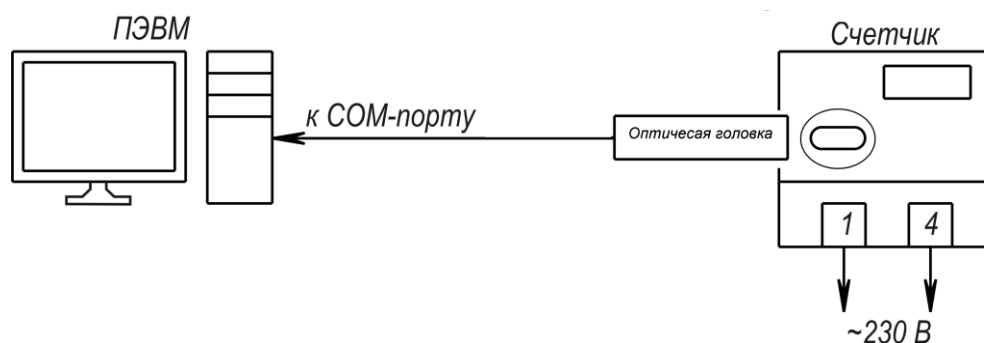 ПЭВМ
Счетчик
к COM-порту
Оптичесая головка
1
4
~230 В